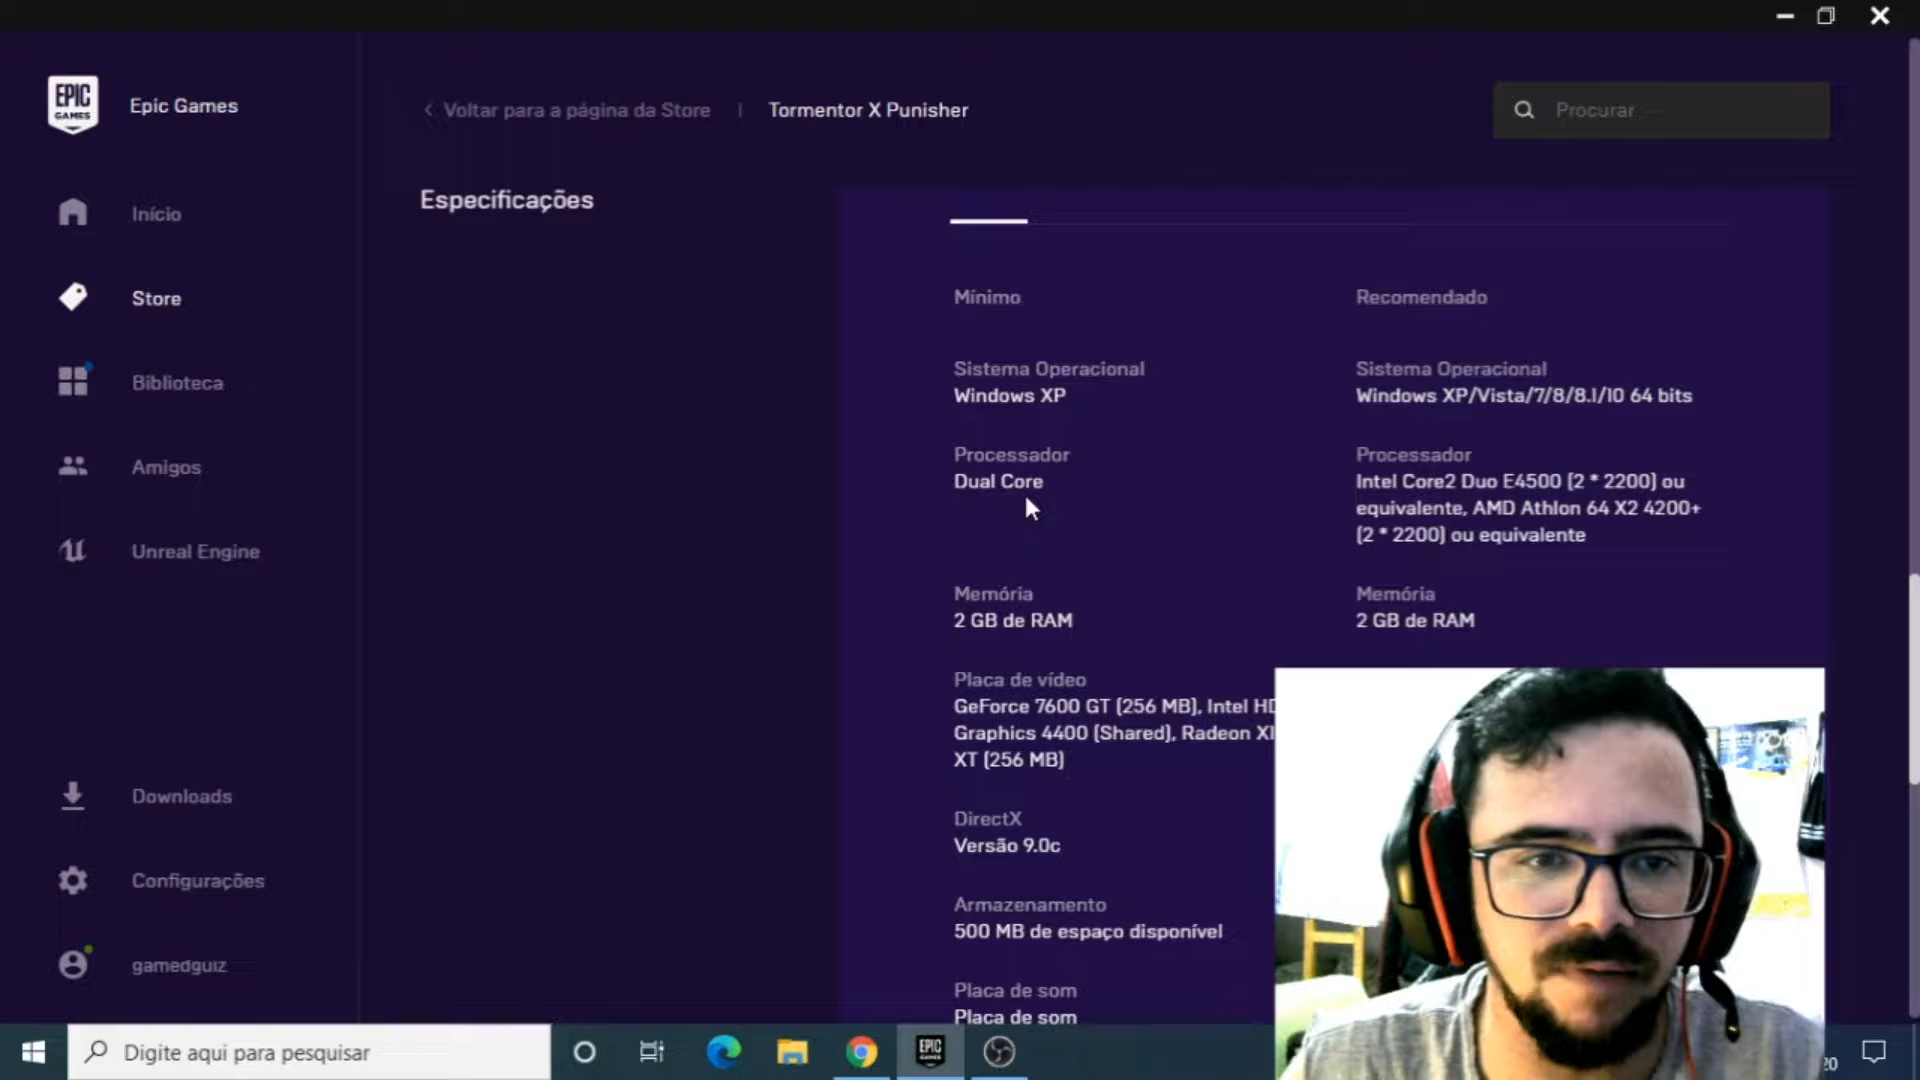 EPIC
GAMES
Epic Games
Voltar para a página da Store
Tormentor X Punisher
Procurar
Início
Store
Biblioteca
Amigos
Unreal Engine
Downloads
Configurações
gamedguiz
Especificações
Mínimo
Sistema Operacional
Windows XP
Processador
Dual Core
Memória
2 GB de RAM
Placa de vídeo
GeForce 7600 GT (256 MB), Intel HD
Graphics 4400 (Shared), Radeon
XT (256 MB)
DirectX
Versão 9.0c
Armazenamento
500 MB de espaço disponível
Placa de som
Placa de som
Recomendado
Sistema Operacional
Windows XP/Vista/7/8/8.1/10 64 bits
Processador
Intel Core2 Duo E4500 (2 * 2200) ou
equivalente, AMD Athlon 64 X2 4200+
(2 * 2200) ou equivalente
Memória
2 GB de RAM
Digite aqui para pesquisar
EPIC
GAMES
20